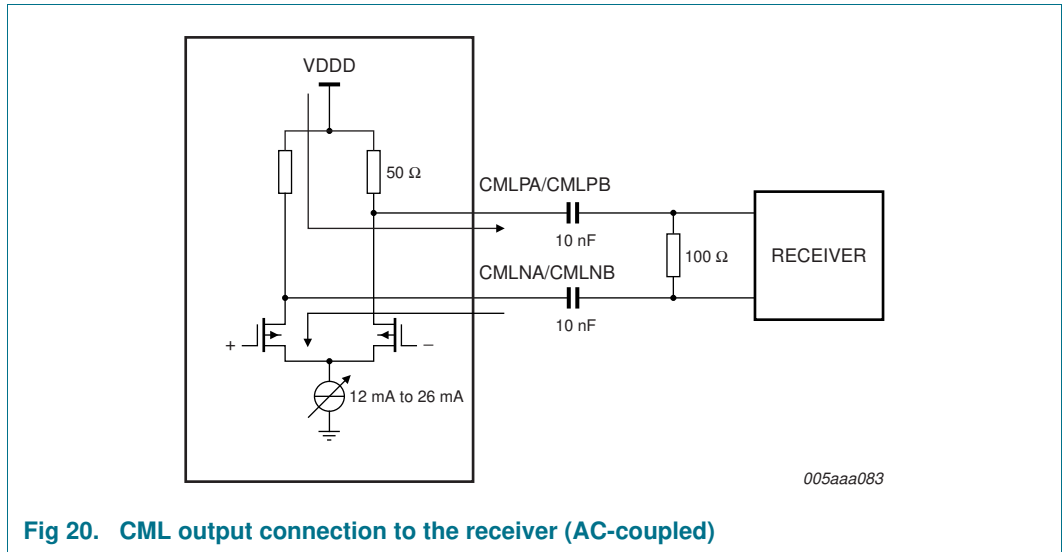 VDDD
50 Ω
CMLPA/CMLPB
10 nF
100 Ω
RECEIVER
CMLNA/CMLNB
10 nF
+
−
12 mA to 26 mA
005aaa083
Fig 20. CML output connection to the receiver (AC-coupled)